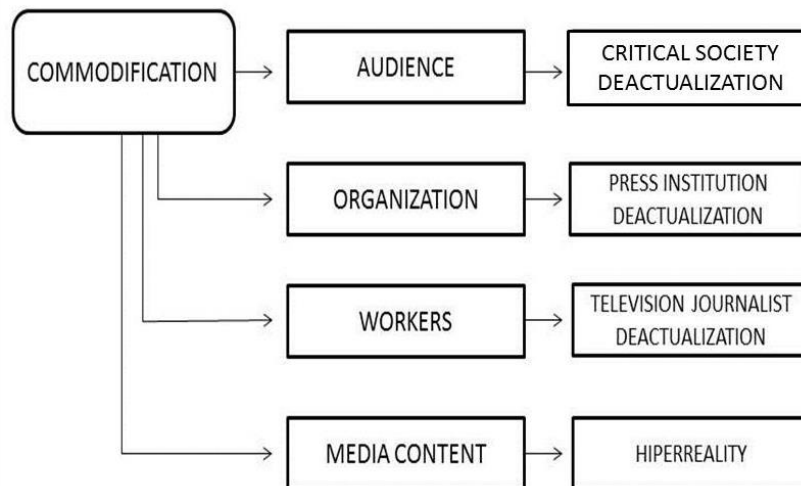 COMMODIFICATION
AUDIENCE
CRITICAL SOCIETY
DEACTUALIZATION
ORGANIZATION
PRESS INSTITUTION
DEACTUALIZATION
WORKERS
TELEVISION JOURNALIST
DEACTUALIZATION
MEDIA CONTENT
HIPERREALITY